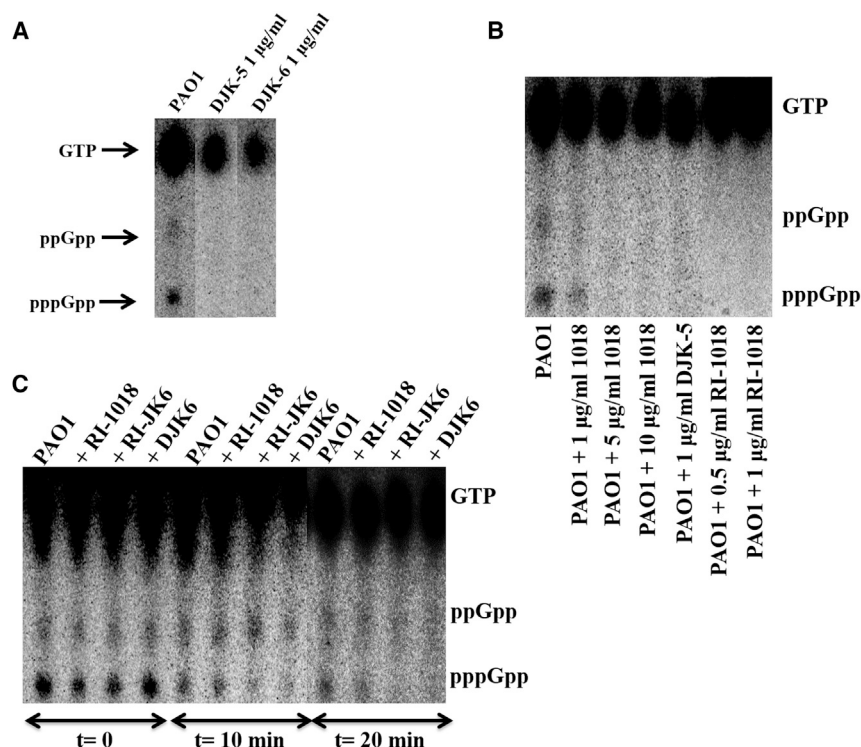 A
PAO1
DJK-5 1 µg/ml
DJK-6 1 µg/ml
GTP
ppGpp
pppGpp
B
GTP
ppGpp
pppGpp
PAO1
PAO1 + 1 µg/ml 1018
PAO1 + 5 µg/ml 1018
PAO1 + 10 µg/ml 1018
PAO1 + 1 µg/ml DJK-5
PAO1 + 0.5 µg/ml RI-1018
PAO1 + 1 µg/ml RI-1018
C
PAO1
+ RI-1018
+ RI-JK6
+ DJK6
PAO1
+ RI-1018
+ RI-JK6
+ DJK6
PAO1
+ RI-1018
+ RI-JK6
+ DJK6
GTP
ppGpp
pppGpp
t= 0
t= 10 min
t= 20 min